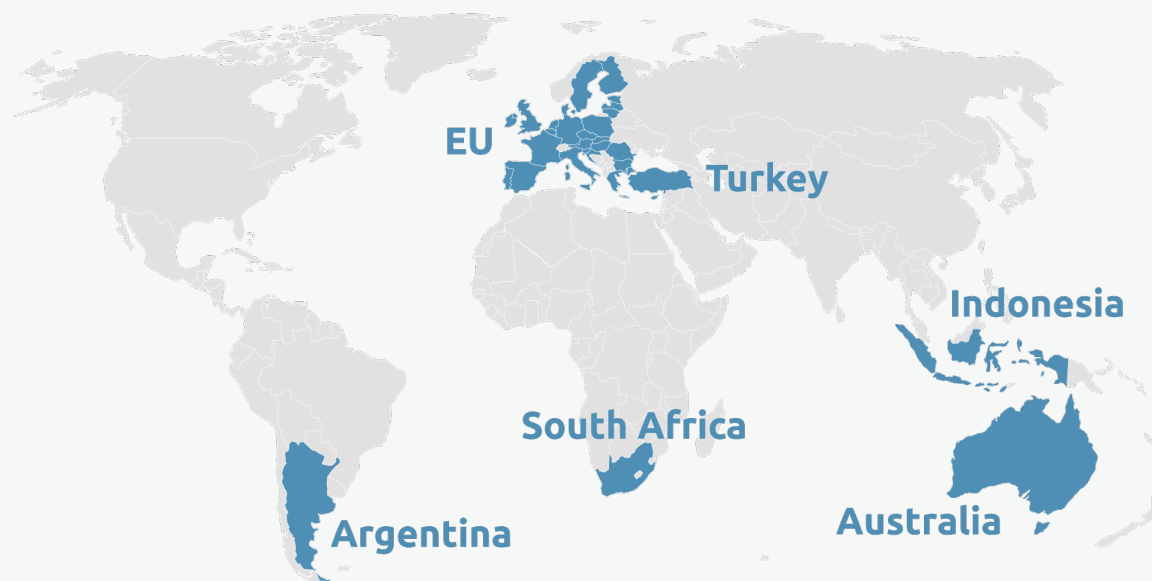 EU
Turkey
Indonesia
South Africa
Australia
Argentina